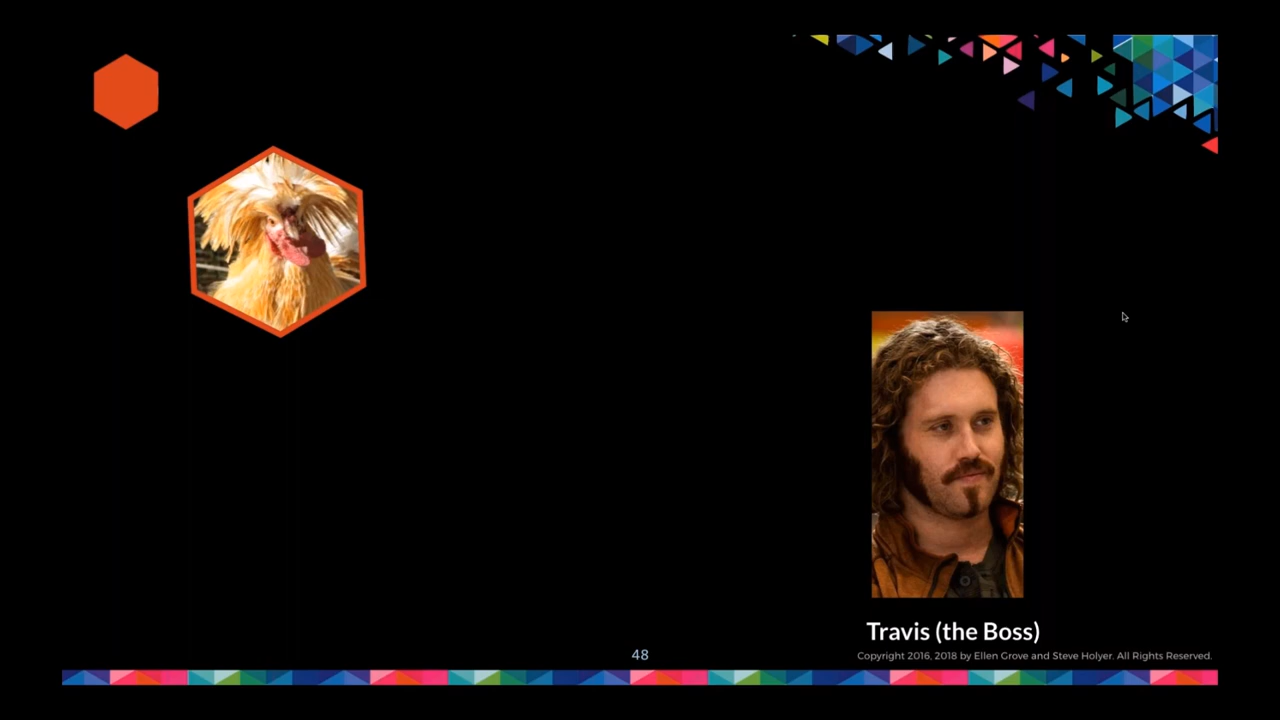 Travis (the Boss)
48
Copyright 2016, 2018 by Ellen Grove and Steve Holyer. All Rights Reserved.